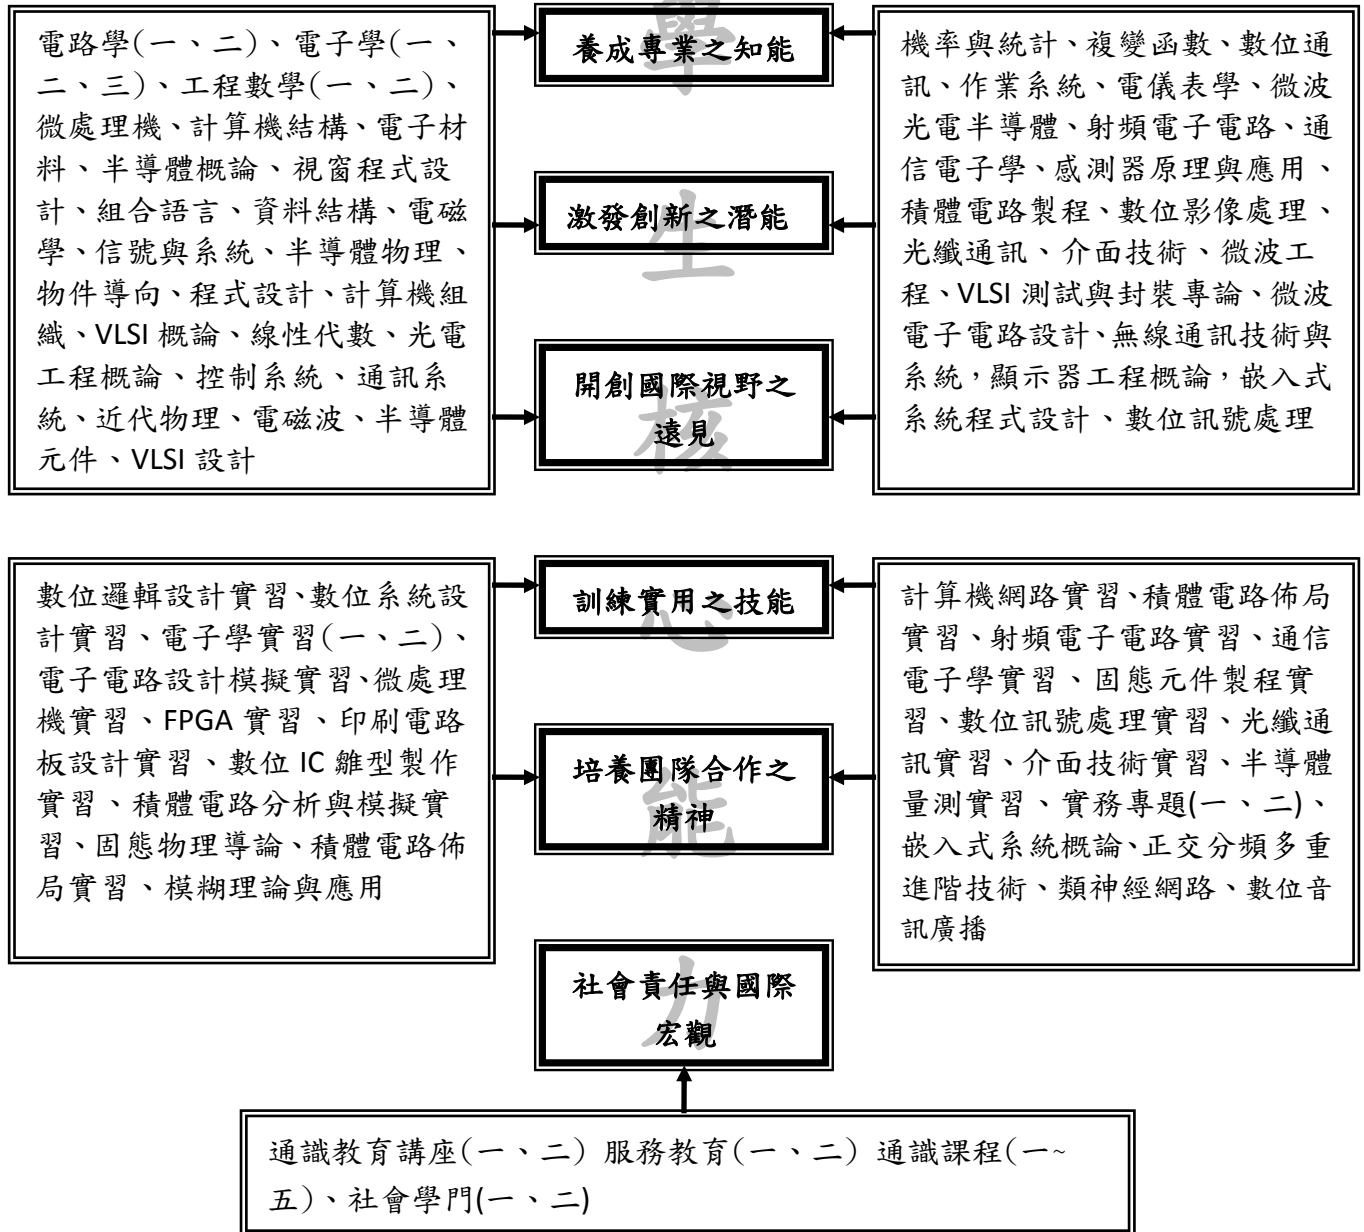 電路學(一、二)、電子學(一、
二、三)、工程數學(一、二)、
微處理機、計算機結構、電子材
料、半導體概論、視窗程式設
計、組合語言、資料結構、電磁
學、信號與系統、半導體物理、
物件導向、程式設計、計算機組
織、VLSI 概論、線性代數、光電
工程概論、控制系統、通訊系
統、近代物理、電磁波、半導體
元件、VLSI 設計
養成專業之知能
激發創新之潛能
開創國際視野之
遠見
機率與統計、複變函數、數位通
訊、作業系統、電儀表學、微波
光電半導體、射頻電子電路、通
信電子學、感測器原理與應用、
積體電路製程、數位影像處理、
光纖通訊、介面技術、微波工
程、VLSI 測試與封裝專論、微波
電子電路設計、無線通訊技術與
系統,顯示器工程概論,嵌入式
系統程式設計、數位訊號處理
數位邏輯設計實習、數位系統設
計實習、電子學實習(一、二)、
電子電路設計模擬實習、微處理
機實習、FPGA 實習、印刷電路
板設計實習、數位 IC 雛型製作
實習、積體電路分析與模擬實
習、固態物理導論、積體電路佈
局實習、模糊理論與應用
訓練實用之技能
培養團隊合作之
精神
計算機網路實習、積體電路佈局
實習、射頻電子電路實習、通信
電子學實習、固態元件製程實
習、數位訊號處理實習、光纖通
訊實習、介面技術實習、半導體
量測實習、實務專題(一、二)、
嵌入式系統概論、正交分頻多重
進階技術、類神經網路、數位音
訊廣播
社會責任與國際
宏觀
通識教育講座(一、二) 服務教育(一、二) 通識課程(一~
五)、社會學門(一、二)
學
生
核
心
能
力